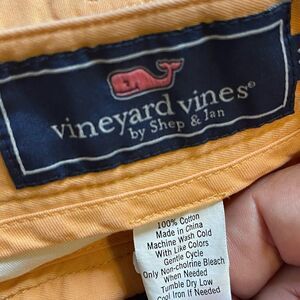 vineyard vines®
by Shep & Ian
100% Cotton
Made in China
Machine Wash Cold
With Like Colors
Gentle Cycle
Only Non-cholrine Bleach
When Needed
Tumble Dry Low
Cool Iron If Needed